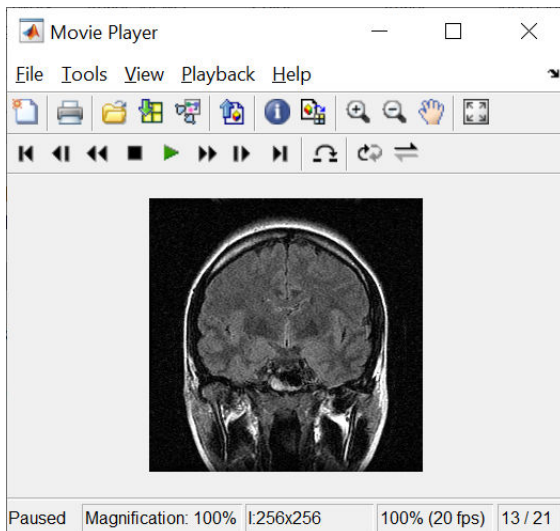 Movie Player
File Tools View Playback Help
Paused Magnification: 100% I:256x256 100% (20 fps) 13 / 21